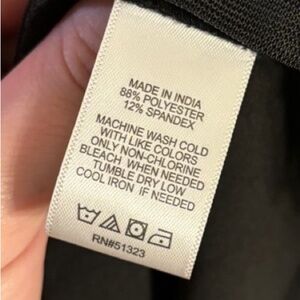 MADE IN INDIA
88% POLYESTER
12% SPANDEX
MACHINE WASH COLD
WITH LIKE COLORS
ONLY NON-CHLORINE
BLEACH WHEN NEEDED
TUMBLE DRY LOW
COOL IRON IF NEEDED
RN#51323